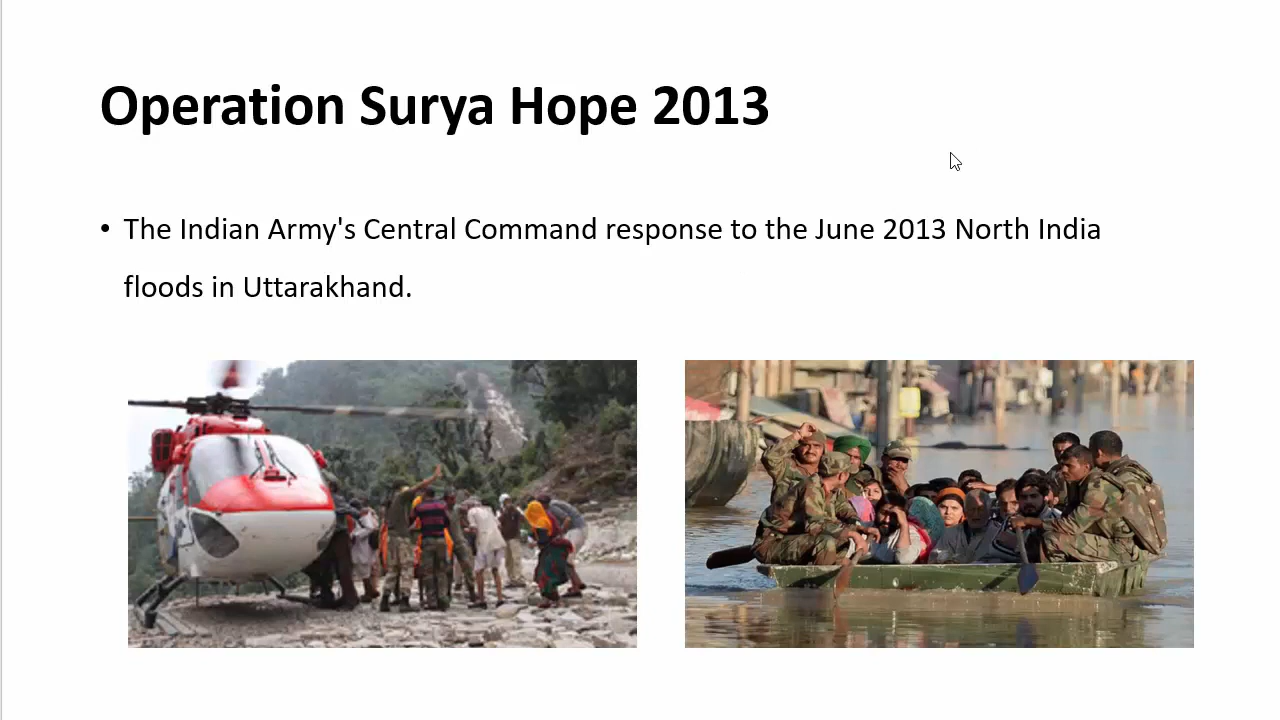 Operation Surya Hope 2013
• The Indian Army's Central Command response to the June 2013 North India
floods in Uttarakhand.